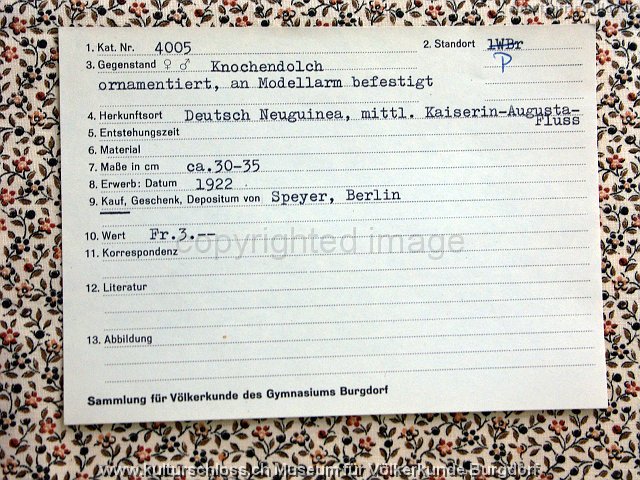 1. Kat. Nr. 4005 2. Standort 1WBr
P
3. Gegenstand ♀ ♂ Knochendolch
ornamentiert, an Modellarm befestigt
4. Herkunftsort Deutsch Neuguinea, mittl. Kaiserin-Augusta-
Fluss
5. Entstehungszeit
6. Material
7. Maße in cm ca.30-35
8. Erwerb: Datum 1922
9. Kauf, Geschenk, Depositum von Speyer, Berlin
10. Wert Fr.3.--
copyrighted image
11. Korrespondenz
12. Literatur
13. Abbildung
Sammlung für Völkerkunde des Gymnasiums Burgdorf
www.kulturschloss.ch Museum für Völkerkunde Burgdorf